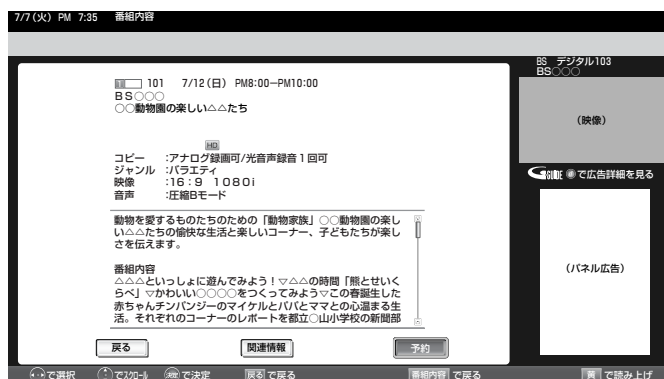 7/7(火) PM 7:35 番組内容
BS デジタル103
BS○○○
1 101 7/12(日) PM8:00－PM10:00
BS○○○
○○動物園の楽しい△△たち
HD
コピー :アナログ録画可/光音声録音1回可
ジャンル :バラエティ
映像 :16:9 1080i
音声 :圧縮Bモード
動物を愛するものたちのための「動物家族」○○動物園の楽し
い△△たちの愉快な生活と楽しいコーナー、子どもたちが楽し
さを伝えます。
番組内容
△△△といっしょに遊んでみよう！▽△△の時間「熊とせいく
らべ」▽かわいい○○○○をつくってみよう▽この春誕生した
赤ちゃんチンパンジーのマイケルとパパとママとの心温まる生
活。それぞれのコーナーのレポートを都立○山小学校の新聞部
戻る 関連情報 予約
(映像)
GUIDE で広告詳細を見る
(パネル広告)
で選択 でスクロール 決定 で決定 戻る で戻る 番組内容 で戻る 黄 で読み上げ